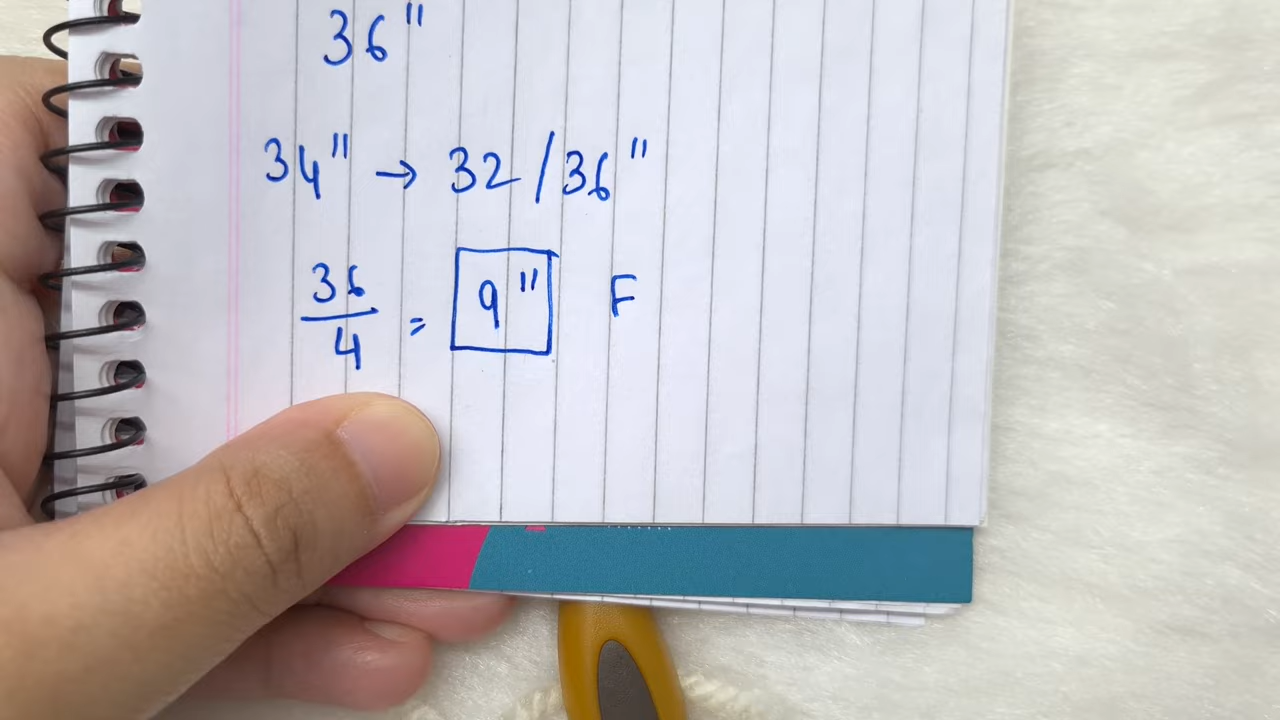 36"
34" → 32/36"
36/4 = 9" F